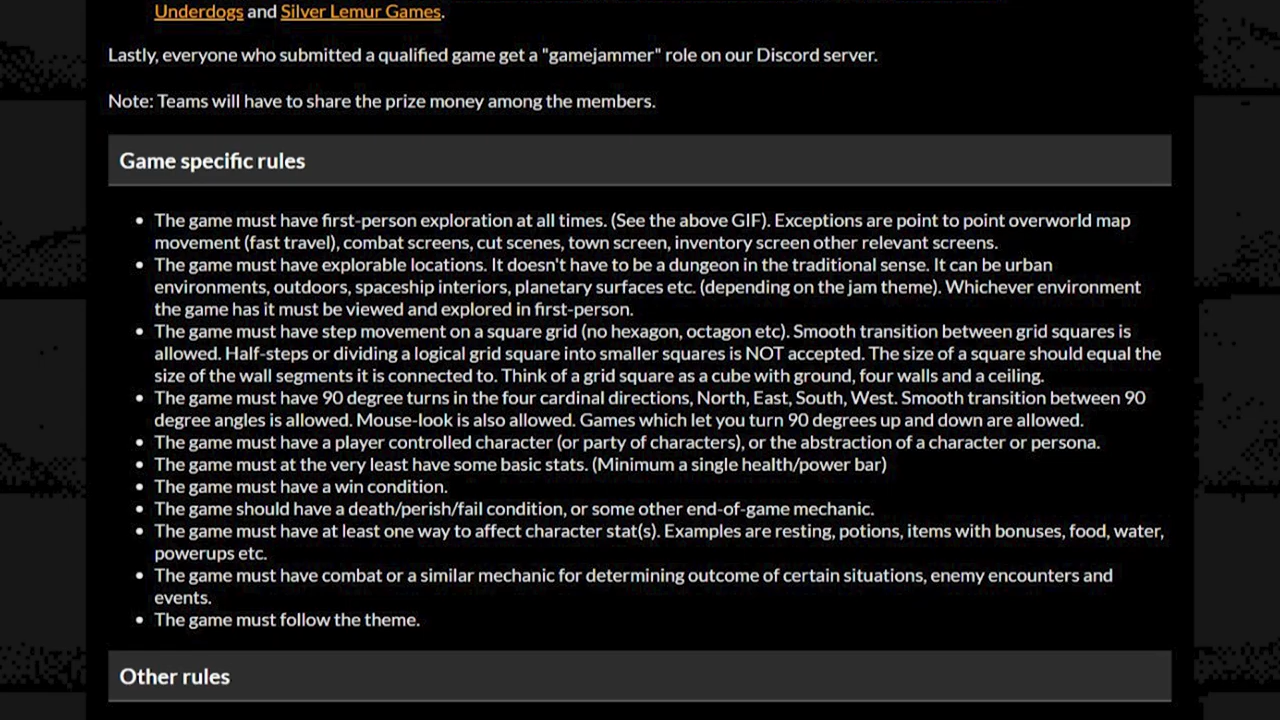 Underdogs and Silver Lemur Games.
Lastly, everyone who submitted a qualified game get a "gamejammer" role on our Discord server.
Note: Teams will have to share the prize money among the members.
Game specific rules
• The game must have first-person exploration at all times. (See the above GIF). Exceptions are point to point overworld map
movement (fast travel), combat screens, cut scenes, town screen, inventory screen other relevant screens.
• The game must have explorable locations. It doesn't have to be a dungeon in the traditional sense. It can be urban
environments, outdoors, spaceship interiors, planetary surfaces etc. (depending on the jam theme). Whichever environment
the game has it must be viewed and explored in first-person.
• The game must have step movement on a square grid (no hexagon, octagon etc). Smooth transition between grid squares is
allowed. Half-steps or dividing a logical grid square into smaller squares is NOT accepted. The size of a square should equal the
size of the wall segments it is connected to. Think of a grid square as a cube with ground, four walls and a ceiling.
• The game must have 90 degree turns in the four cardinal directions, North, East, South, West. Smooth transition between 90
degree angles is allowed. Mouse-look is also allowed. Games which let you turn 90 degrees up and down are allowed.
• The game must have a player controlled character (or party of characters), or the abstraction of a character or persona.
• The game must at the very least have some basic stats. (Minimum a single health/power bar)
• The game must have a win condition.
• The game should have a death/perish/fail condition, or some other end-of-game mechanic.
• The game must have at least one way to affect character stat(s). Examples are resting, potions, items with bonuses, food, water,
powerups etc.
• The game must have combat or a similar mechanic for determining outcome of certain situations, enemy encounters and
events.
• The game must follow the theme.
Other rules